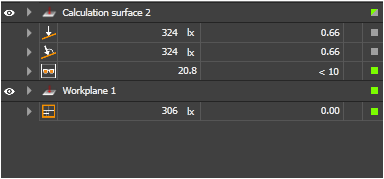 Calculation surface 2
324 lx 0.66
324 lx 0.66
20.8 < 10
Workplane 1
306 lx 0.00